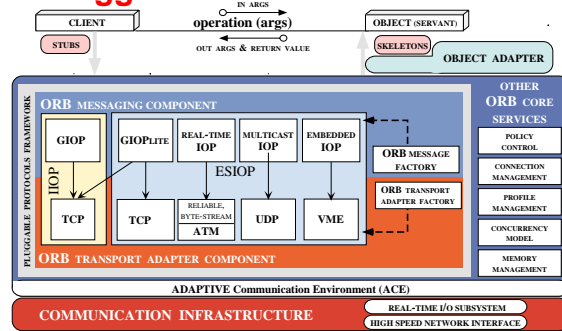 gg
IN ARGS
CLIENT
operation (args)
OBJECT (SERVANT)
OUT ARGS & RETURN VALUE
STUBS
SKELETONS
OBJECT ADAPTER
PLUGGABLE PROTOCOLS FRAMEWORK
ORB MESSAGING COMPONENT
GIOP
GIOPLITE
REAL-TIME
IOP
MULTICAST
IOP
EMBEDDED
IOP
IIOP
ESIOP
TCP
TCP
RELIABLE,
BYTE-STREAM
ATM
UDP
VME
ORB MESSAGE
FACTORY
ORB TRANSPORT
ADAPTER FACTORY
ORB TRANSPORT ADAPTER COMPONENT
OTHER
ORB CORE
SERVICES
POLICY
CONTROL
CONNECTION
MANAGEMENT
PROFILE
MANAGEMENT
CONCURRENCY
MODEL
MEMORY
MANAGEMENT
ADAPTIVE Communication Environment (ACE)
COMMUNICATION INFRASTRUCTURE
REAL-TIME I/O SUBSYSTEM
HIGH SPEED NETWORK INTERFACE